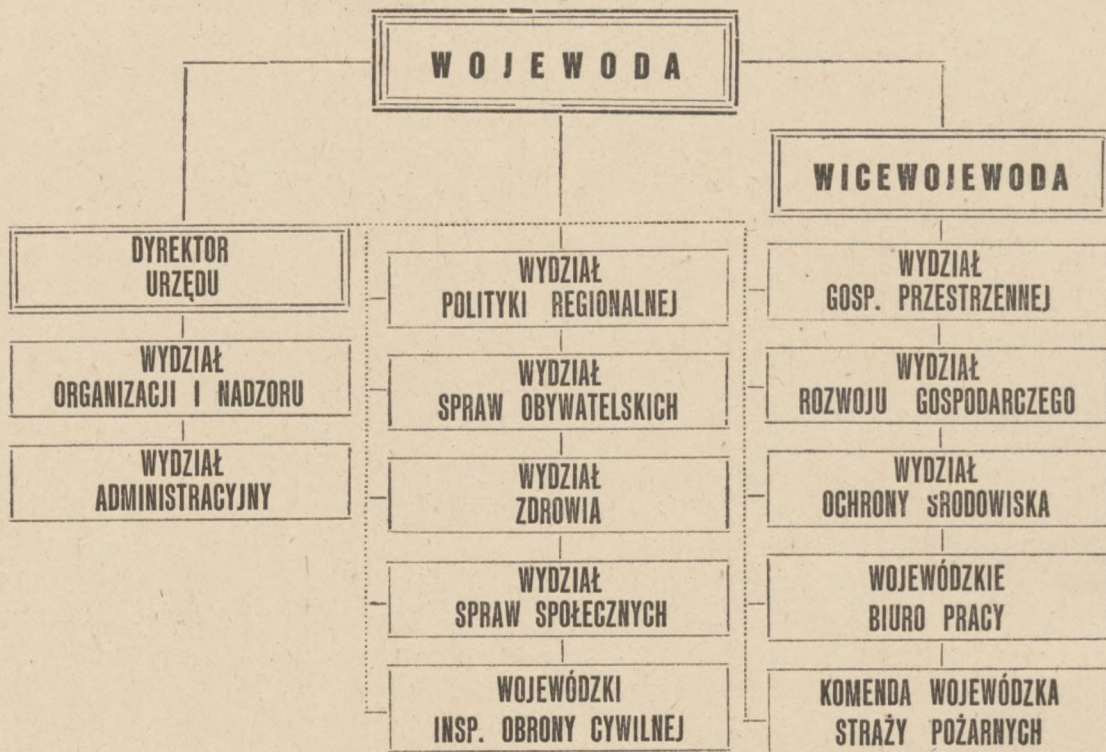 WOJEWODA
WICEWOJEWODA
DYREKTOR
URZĘDU
WYDZIAŁ
ORGANIZACJI I NADZORU
WYDZIAŁ
ADMINISTRACYJNY
WYDZIAŁ
POLITYKI REGIONALNEJ
WYDZIAŁ
SPRAW OBYWATELSKICH
WYDZIAŁ
ZDROWIA
WYDZIAŁ
SPRAW SPOŁECZNYCH
WOJEWÓDZKI
INSP. OBRONY CYWILNEJ
WYDZIAŁ
GOSP. PRZESTRZENNEJ
WYDZIAŁ
ROZWOJU GOSPODARCZEGO
WYDZIAŁ
OCHRONY ŚRODOWISKA
WOJEWÓDZKIE
BIURO PRACY
KOMENDA WOJEWÓDZKA
STRAŻY POŻARNYCH